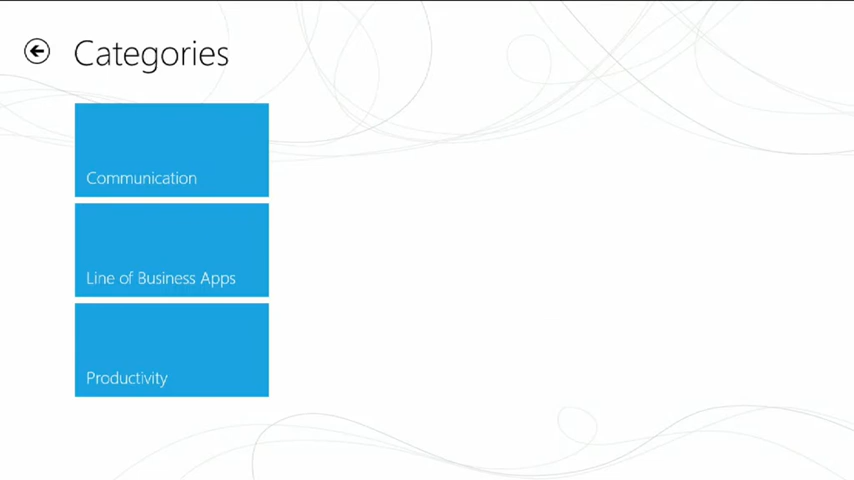 Categories
Communication
Line of Business Apps
Productivity